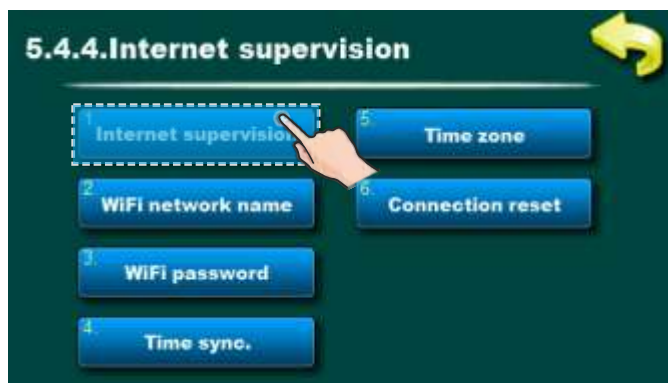 5.4.4.Internet supervision
1.
Internet supervision
2.
WiFi network name
3.
WiFi password
4.
Time sync.
5.
Time zone
6.
Connection reset